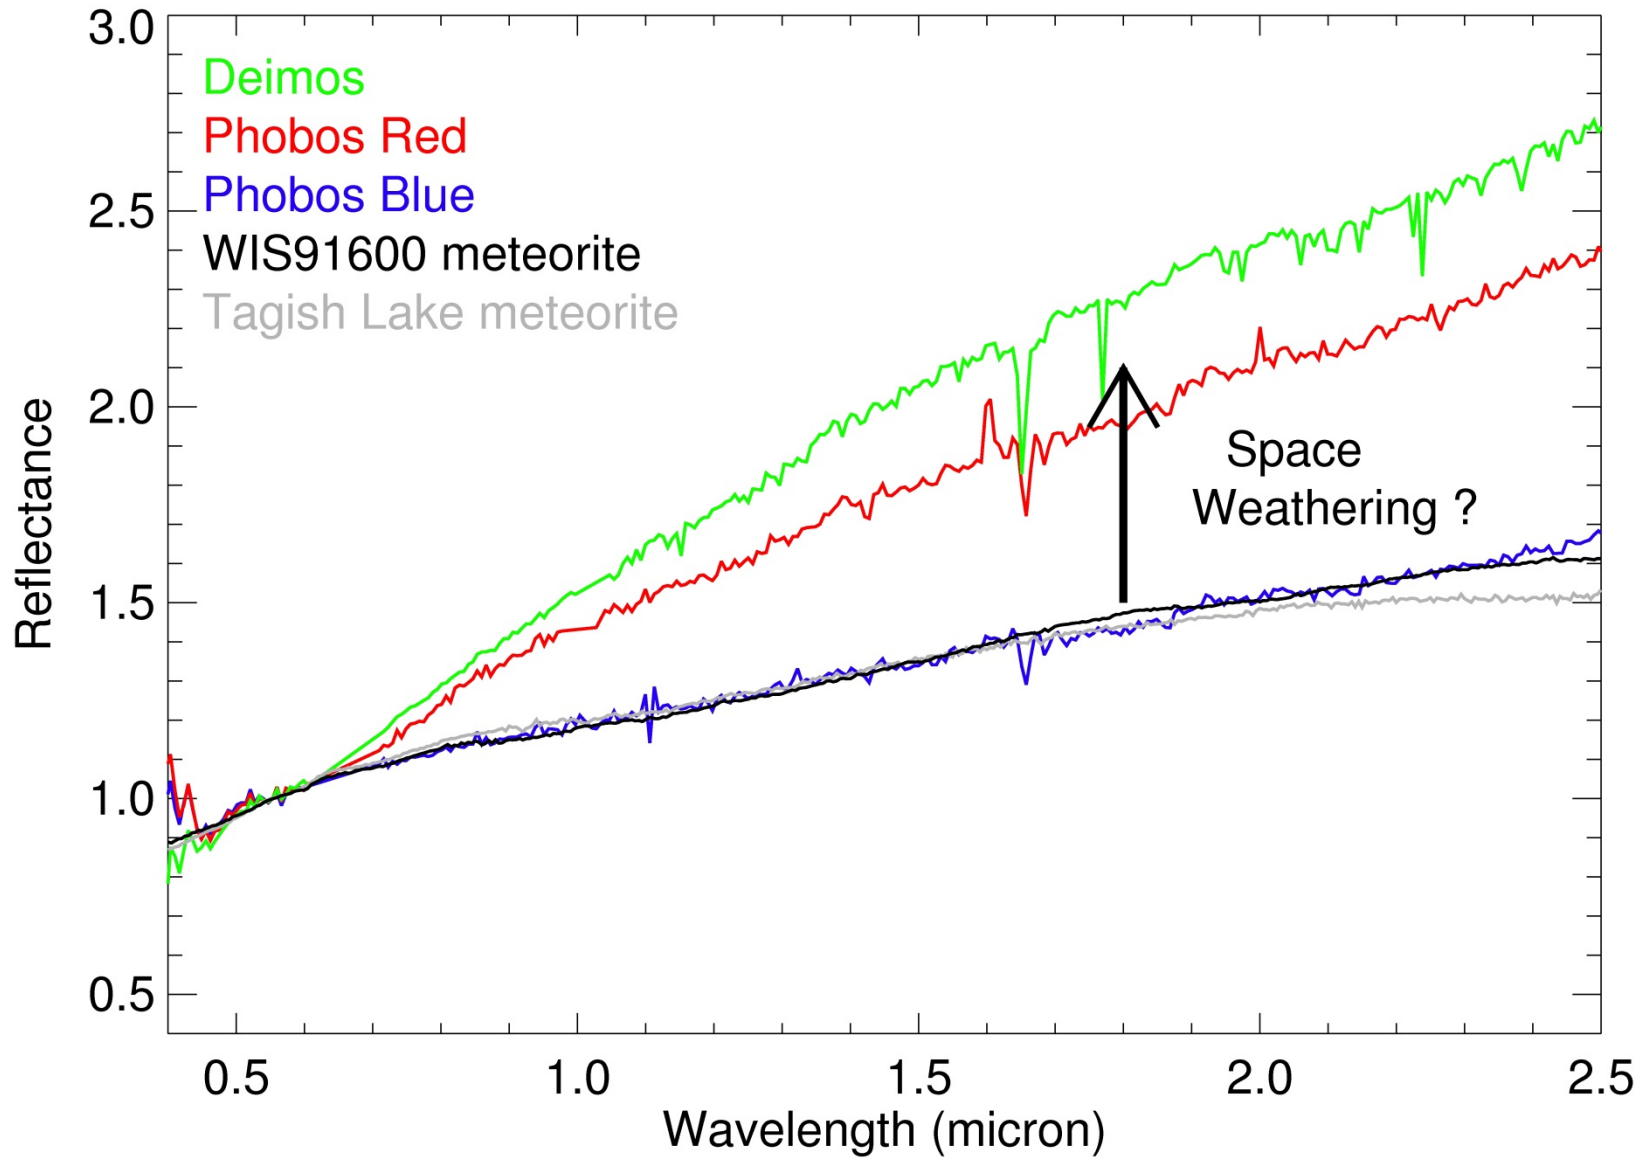 Deimos
Phobos Red
Phobos Blue
WIS91600 meteorite
Tagish Lake meteorite
Space
Weathering ?
3.0
2.5
2.0
1.5
1.0
0.5
Reflectance
0.5 1.0 1.5 2.0 2.5
Wavelength (micron)